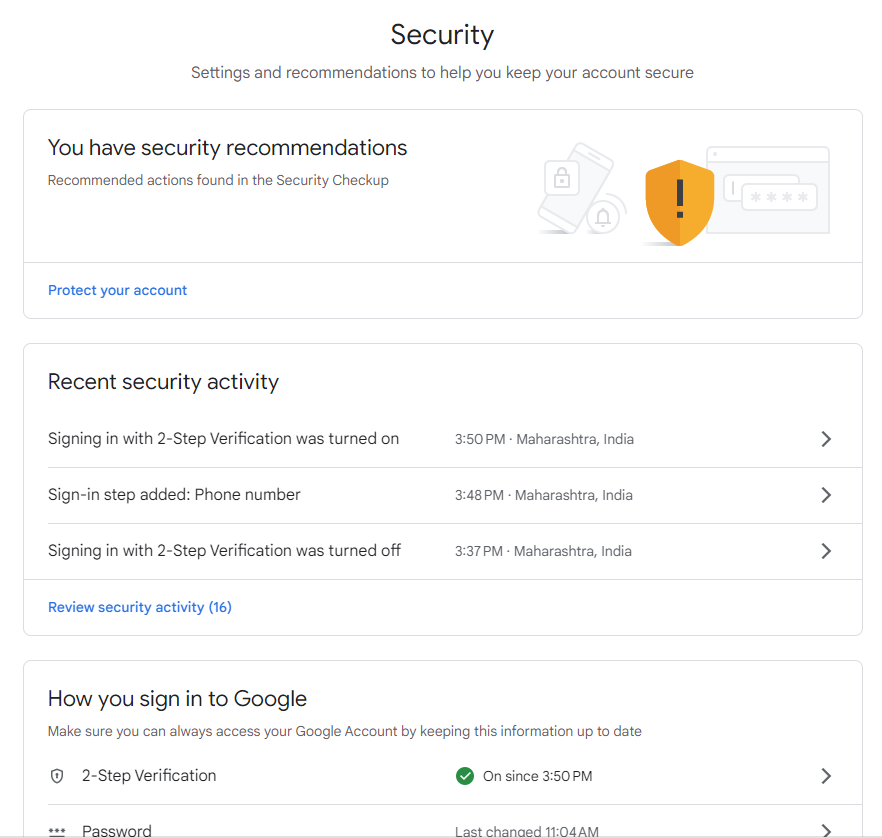 Security
Settings and recommendations to help you keep your account secure
You have security recommendations
Recommended actions found in the Security Checkup
Protect your account
Recent security activity
Signing in with 2-Step Verification was turned on 3:50 PM · Maharashtra, India
Sign-in step added: Phone number 3:48 PM · Maharashtra, India
Signing in with 2-Step Verification was turned off 3:37 PM · Maharashtra, India
Review security activity (16)
How you sign in to Google
Make sure you can always access your Google Account by keeping this information up to date
2-Step Verification On since 3:50 PM
Password Last changed 11:04 AM